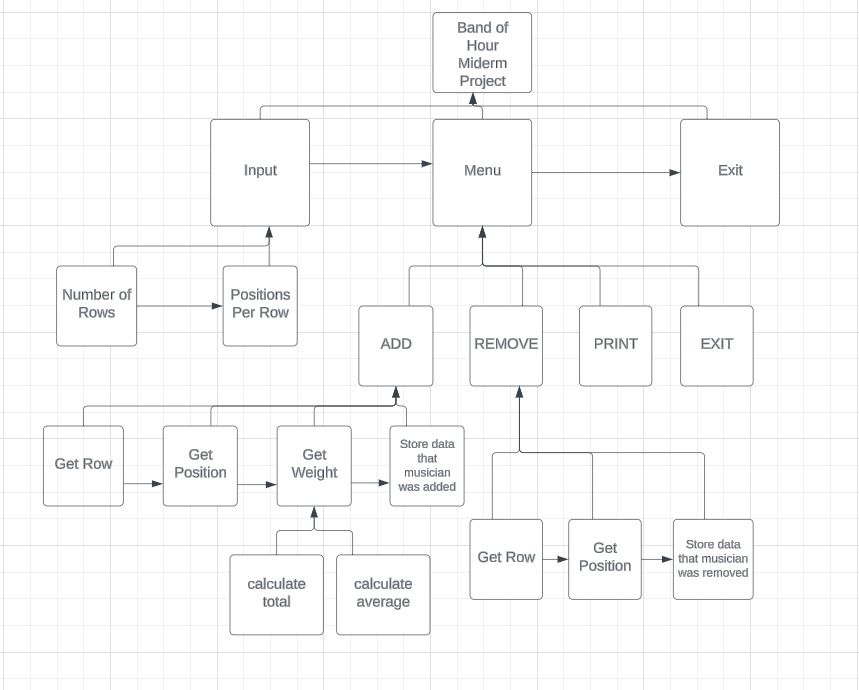 Band of
Hour
Miderm
Project
Input
Menu
Exit
Number of
Rows
Positions
Per Row
ADD
REMOVE
PRINT
EXIT
Get Row
Get
Position
Get
Weight
Store data
that
musician
was added
Get Row
Get
Position
Store data
that musician
was removed
calculate
total
calculate
average